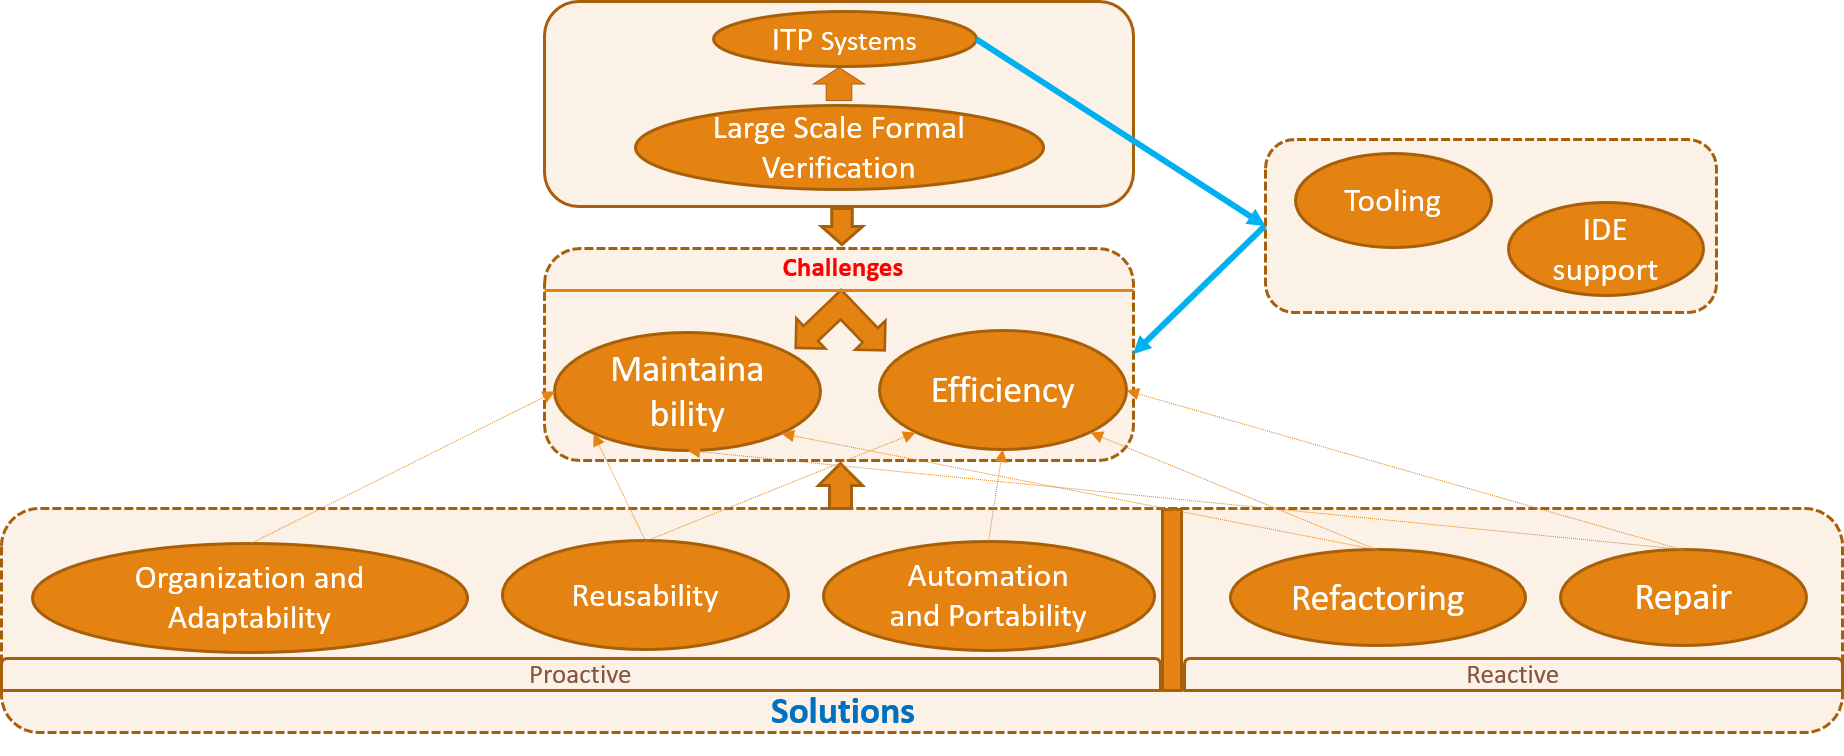 ITP Systems
Large Scale Formal
Verification
Tooling
IDE
support
Challenges
Maintaina
bility
Efficiency
Organization and
Adaptability
Reusability
Automation
and Portability
Refactoring
Repair
Proactive
Reactive
Solutions